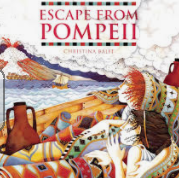 ESCAPE FROM
POMPEII
CHRISTINA BALIT